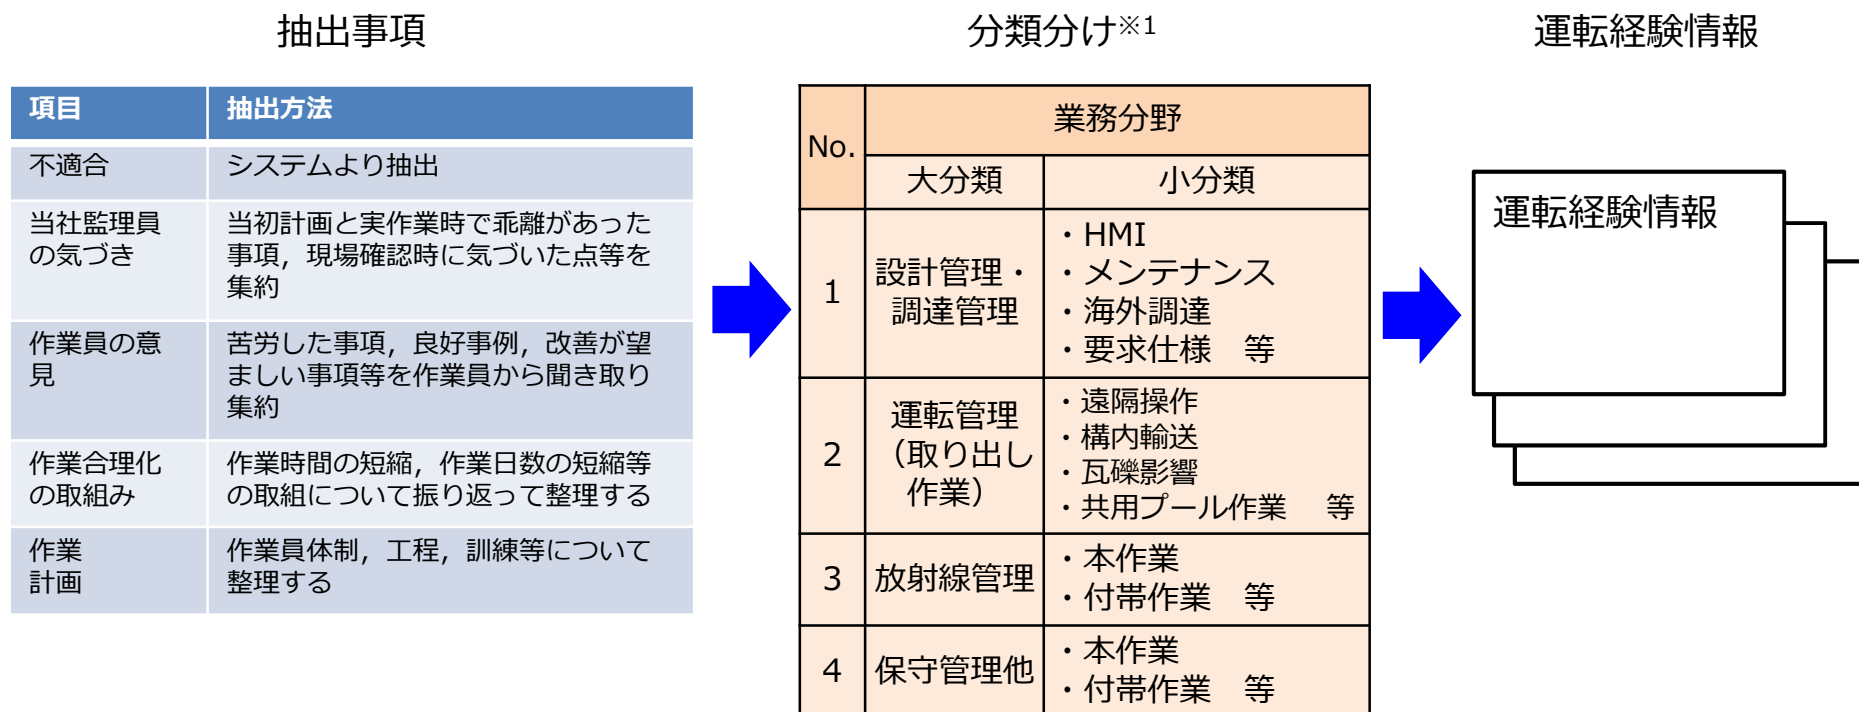 抽出事項
項目
抽出方法
不適合
システムより抽出
当社監理員
の気づき
当初計画と実作業時で乖離があった
事項，現場確認時に気づいた点等を
集約
作業員の意
見
苦労した事項，良好事例，改善が望
ましい事項等を作業員から聞き取り
集約
作業合理化
の取組み
作業時間の短縮，作業日数の短縮等
の取組について振り返って整理する
作業
計画
作業員体制，工程，訓練等について
整理する
分類分け※1
No.
業務分野
大分類
小分類
1
設計管理・
調達管理
・HMI
・メンテナンス
・海外調達
・要求仕様　等
2
運転管理
（取り出し
作業）
・遠隔操作
・構内輸送
・瓦礫影響
・共用プール作業　等
3
放射線管理
・本作業
・付帯作業　等
4
保守管理他
・本作業
・付帯作業　等
運転経験情報
運転経験情報